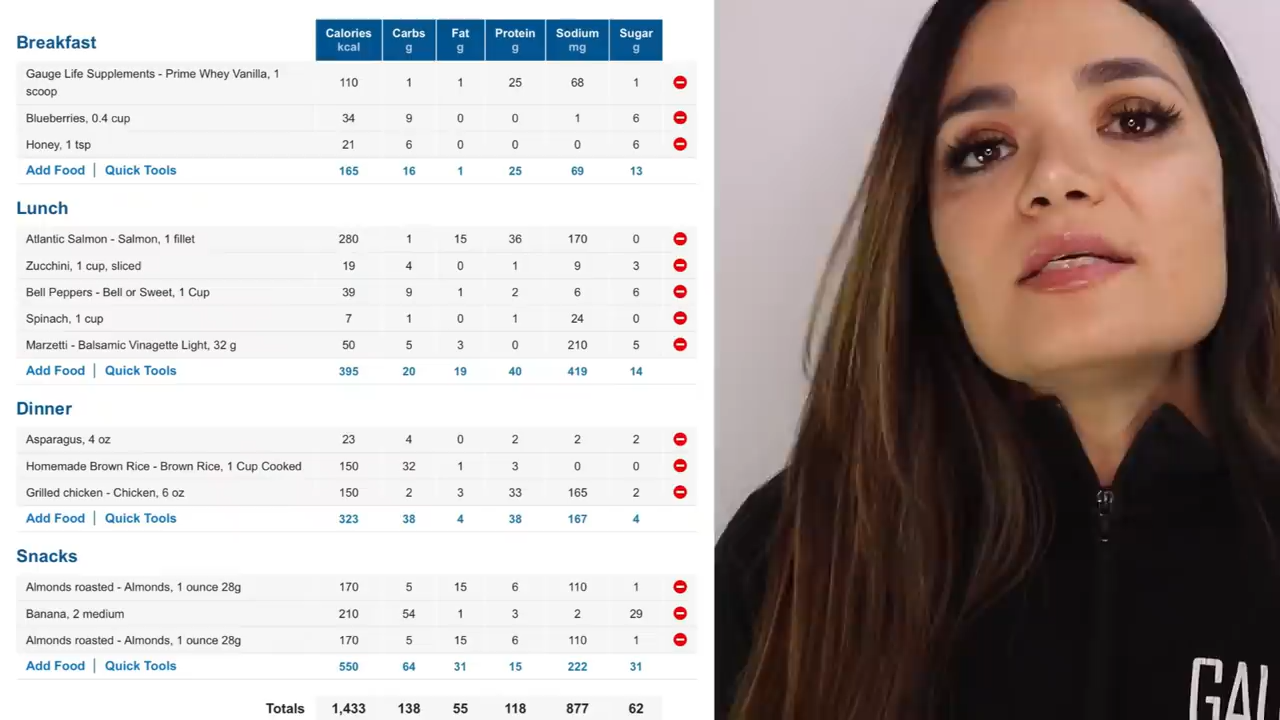 Breakfast Calories Carbs Fat Protein Sodium Sugar
kcal g g g mg g
Gauge Life Supplements - Prime Whey Vanilla, 1
scoop 110 1 1 25 68 1
Blueberries, 0.4 cup 34 9 0 0 1 6
Honey, 1 tsp 21 6 0 0 0 6
Add Food | Quick Tools 165 16 1 25 69 13
Lunch
Atlantic Salmon - Salmon, 1 fillet 280 1 15 36 170 0
Zucchini, 1 cup, sliced 19 4 0 1 9 3
Bell Peppers - Bell or Sweet, 1 Cup 39 9 1 2 6 6
Spinach, 1 cup 7 1 0 1 24 0
Marzetti - Balsamic Vinagette Light, 32 g 50 5 3 0 210 5
Add Food | Quick Tools 395 20 19 40 419 14
Dinner
Asparagus, 4 oz 23 4 0 2 2 2
Homemade Brown Rice - Brown Rice, 1 Cup Cooked 150 32 1 3 0 0
Grilled chicken - Chicken, 6 oz 150 2 3 33 165 2
Add Food | Quick Tools 323 38 4 38 167 4
Snacks
Almonds roasted - Almonds, 1 ounce 28g 170 5 15 6 110 1
Banana, 2 medium 210 54 1 3 2 29
Almonds roasted - Almonds, 1 ounce 28g 170 5 15 6 110 1
Add Food | Quick Tools 550 64 31 15 222 31
Totals 1,433 138 55 118 877 62